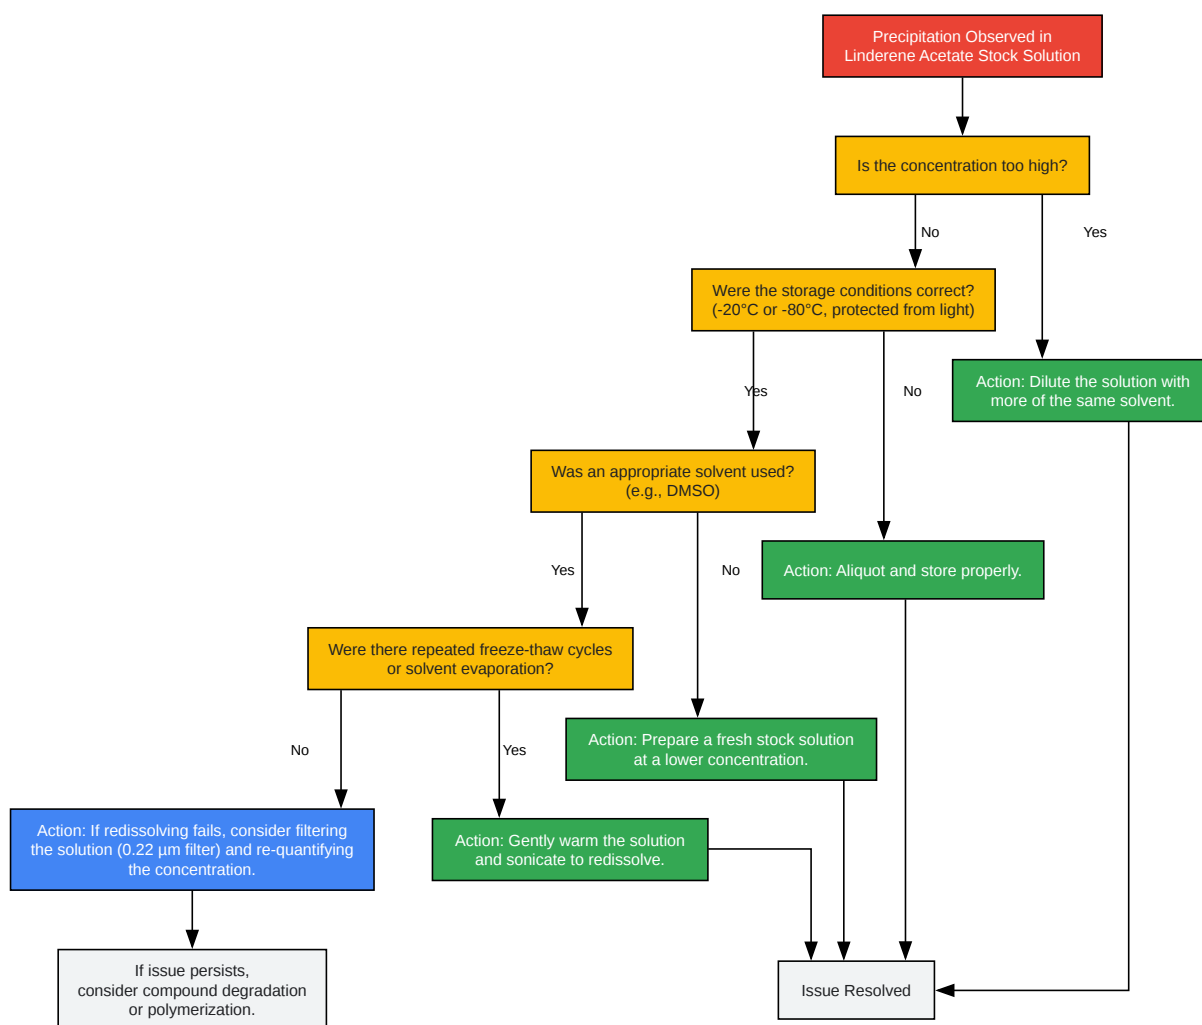 Precipitation Observed in
Linderene Acetate Stock Solution
Is the concentration too high?
No
Yes
Were the storage conditions correct?
(-20°C or -80°C, protected from light)
Yes
No
Action: Dilute the solution with
more of the same solvent.
Was an appropriate solvent used?
(e.g., DMSO)
Yes
No
Action: Aliquot and store properly.
Were there repeated freeze-thaw cycles
or solvent evaporation?
No
Yes
Action: Prepare a fresh stock solution
at a lower concentration.
Action: If redissolving fails, consider filtering
the solution (0.22 µm filter) and re-quantifying
the concentration.
Action: Gently warm the solution
and sonicate to redissolve.
If issue persists,
consider compound degradation
or polymerization.
Issue Resolved